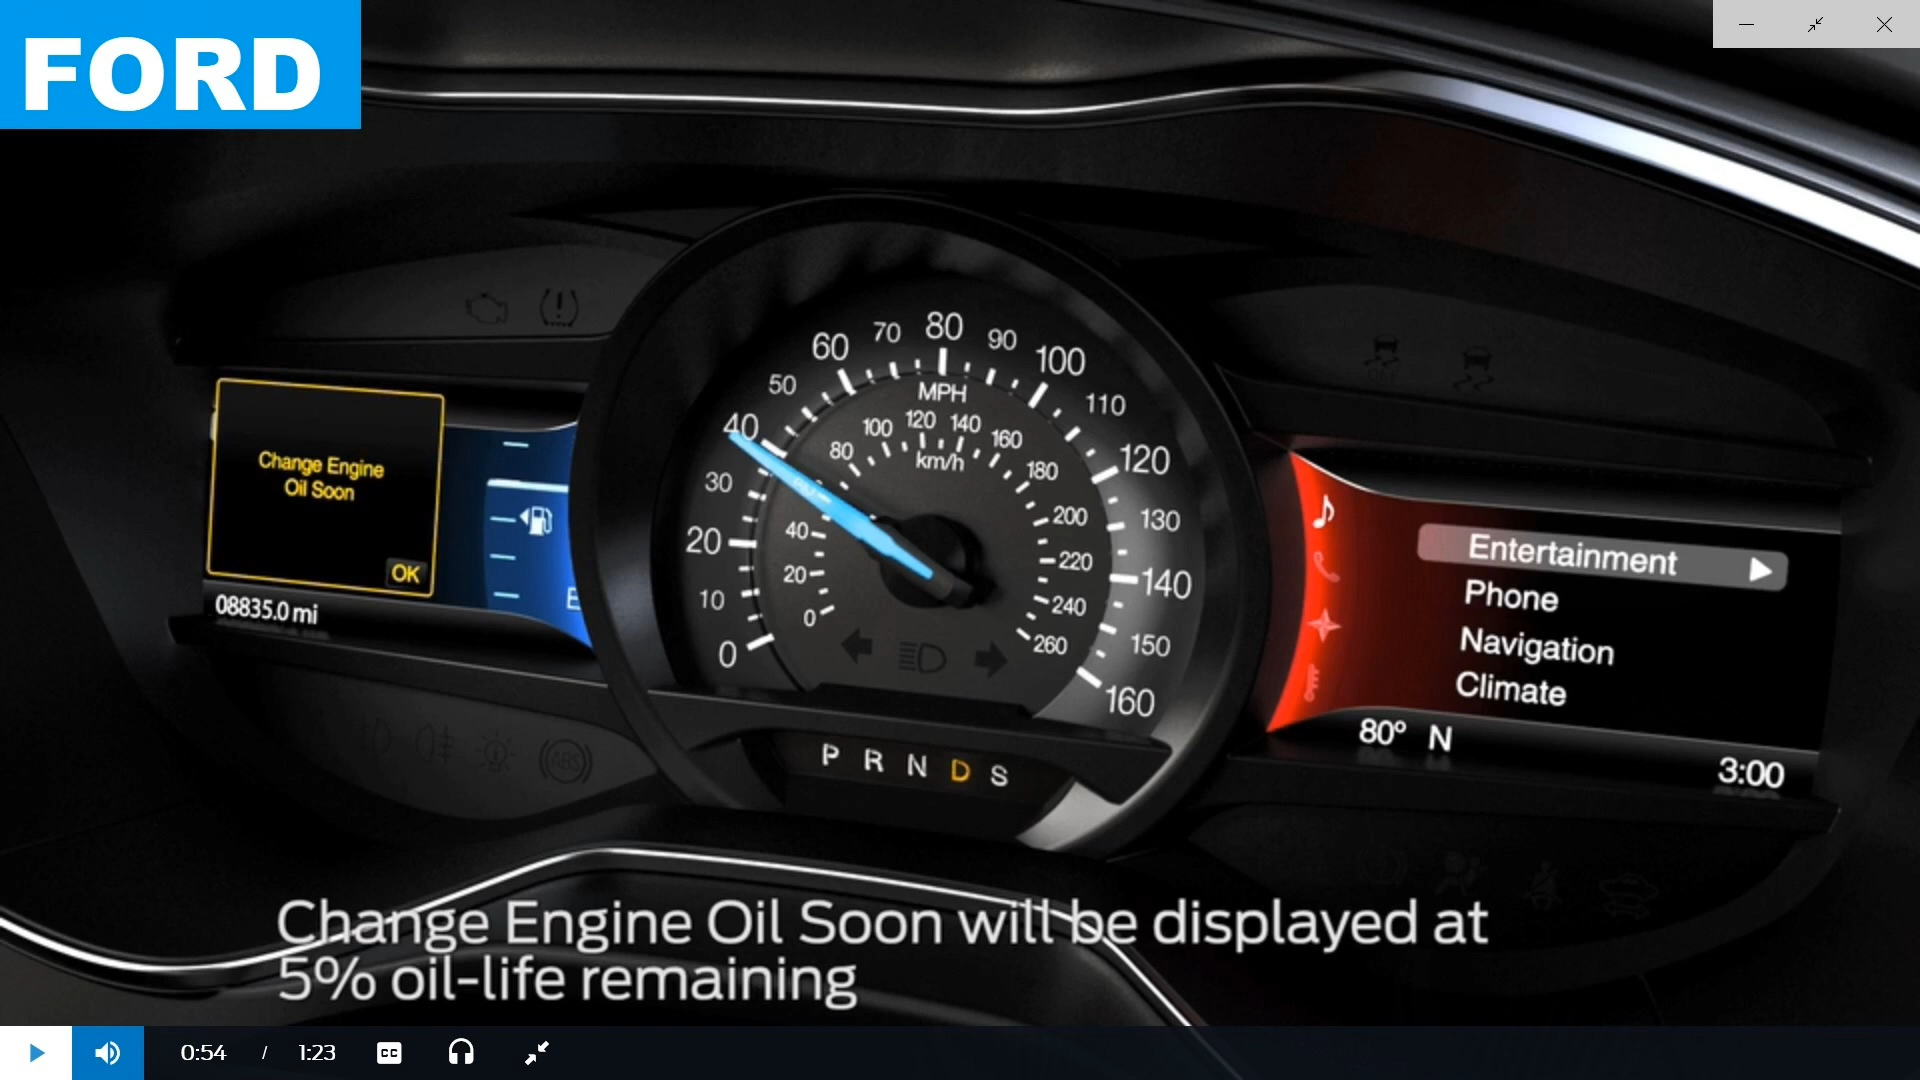 FORD
60 70 80 90 100
50 MPH 110
40 80 100 120 140 160 120
km/h 180
30 200 130
20 40 220 140
10 20 240 150
0 0 260 160
Change Engine
Oil Soon
OK
08835.0 mi
E
Entertainment
Phone
Navigation
Climate
80° N
3:00
P R N D S
ABS
Change Engine Oil Soon will be displayed at
5% oil-life remaining
0:54 / 1:23 CC